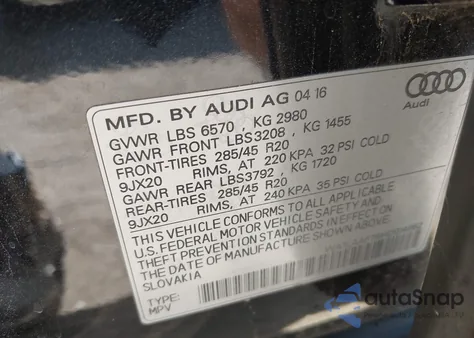 MFD. BY AUDI AG 04 16
GVWR LBS 6570 , KG 2980
GAWR FRONT LBS3208 , KG 1455
FRONT-TIRES 285/45 R20
9JX20 RIMS, AT 220 KPA 32 PSI COLD
GAWR REAR LBS3792 , KG 1720
REAR-TIRES 285/45 R20
9JX20 RIMS, AT 240 KPA 35 PSI COLD
THIS VEHICLE CONFORMS TO ALL APPLICABLE
U.S. FEDERAL MOTOR VEHICLE SAFETY AND
THEFT PREVENTION STANDARDS IN EFFECT ON
THE DATE OF MANUFACTURE SHOWN ABOVE.
SLOVAKIA
TYPE:
MPV
Audi
autoSnap